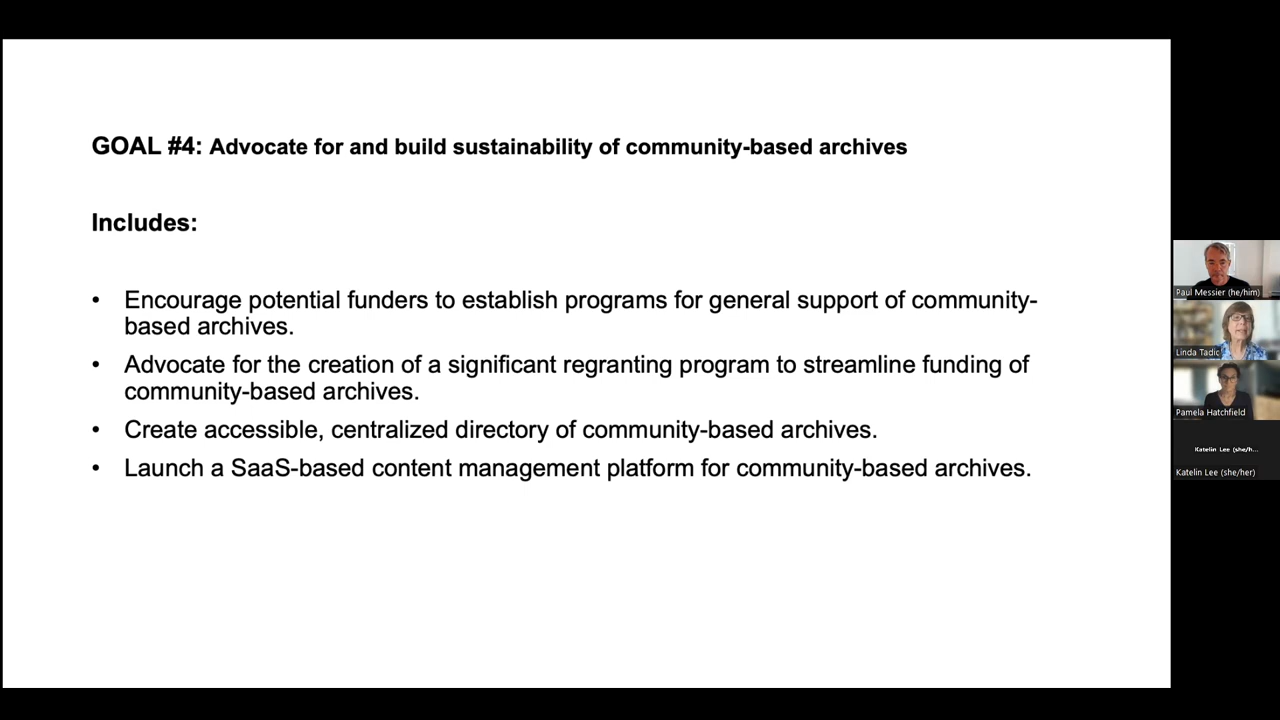 GOAL #4: Advocate for and build sustainability of community-based archives
Includes:
• Encourage potential funders to establish programs for general support of community-
based archives.
• Advocate for the creation of a significant regranting program to streamline funding of
community-based archives.
• Create accessible, centralized directory of community-based archives.
• Launch a SaaS-based content management platform for community-based archives.
Paul Messier (he/him)
Linda Tadic
Pamela Hatchfield
Katelin Lee (she/h...
Katelin Lee (she/her)